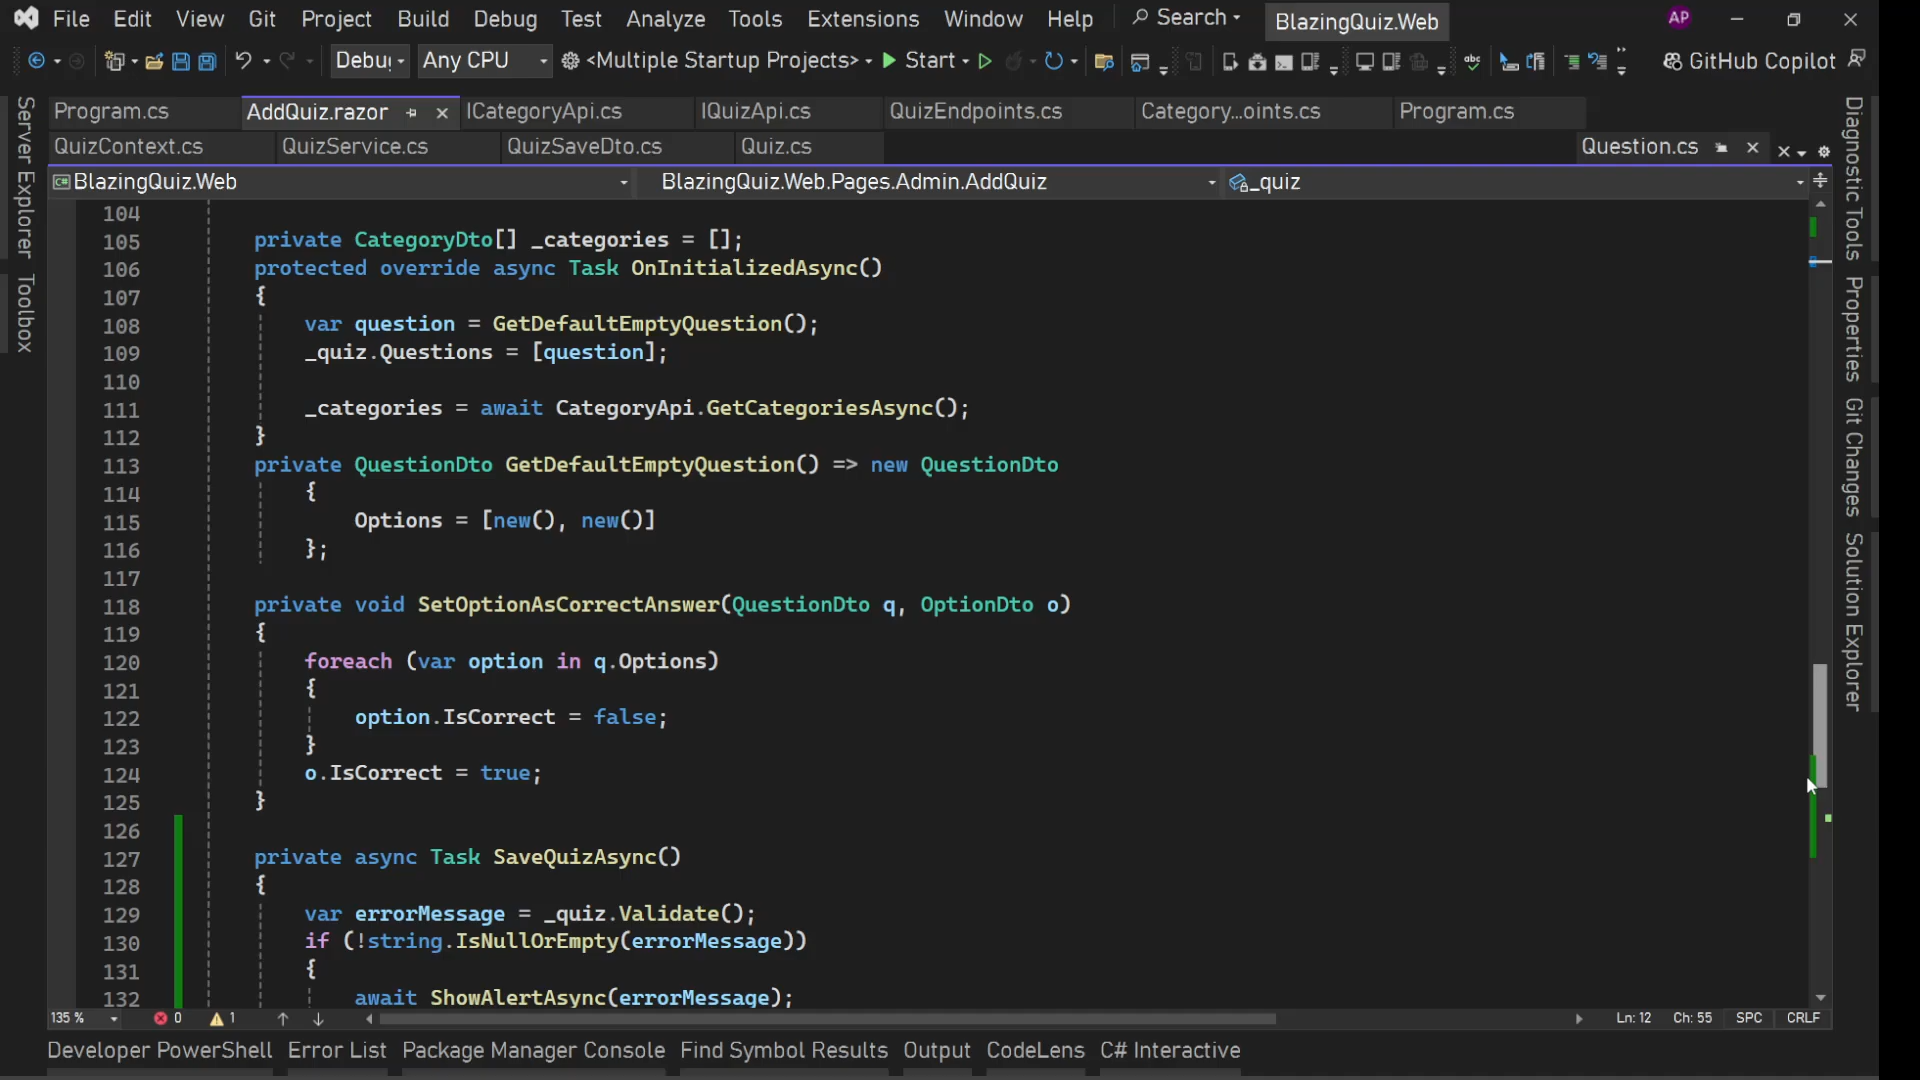 File Edit View Git Project Build Debug Test Analyze Tools Extensions Window Help Search BlazingQuiz.Web AP
Debug Any CPU <Multiple Startup Projects> Start GitHub Copilot
Program.cs AddQuiz.razor ICategoryApi.cs IQuizApi.cs QuizEndpoints.cs Category...oints.cs Program.cs
QuizContext.cs QuizService.cs QuizSaveDto.cs Quiz.cs Question.cs
BlazingQuiz.Web BlazingQuiz.Web.Pages.Admin.AddQuiz _quiz
Server Explorer
Toolbox
104
105 private CategoryDto[] _categories = [];
106 protected override async Task OnInitializedAsync()
107 {
108 var question = GetDefaultEmptyQuestion();
109 _quiz.Questions = [question];
110
111 _categories = await CategoryApi.GetCategoriesAsync();
112 }
113 private QuestionDto GetDefaultEmptyQuestion() => new QuestionDto
114 {
115 Options = [new(), new()]
116 };
117
118 private void SetOptionAsCorrectAnswer(QuestionDto q, OptionDto o)
119 {
120 foreach (var option in q.Options)
121 {
122 option.IsCorrect = false;
123 }
124 o.IsCorrect = true;
125 }
126
127 private async Task SaveQuizAsync()
128 {
129 var errorMessage = _quiz.Validate();
130 if (!string.IsNullOrEmpty(errorMessage))
131 {
132 await ShowAlertAsync(errorMessage);
Diagnostic Tools
Properties
Git Changes
Solution Explorer
135 % 0 1 Ln: 12 Ch: 55 SPC CRLF
Developer PowerShell Error List Package Manager Console Find Symbol Results Output CodeLens C# Interactive